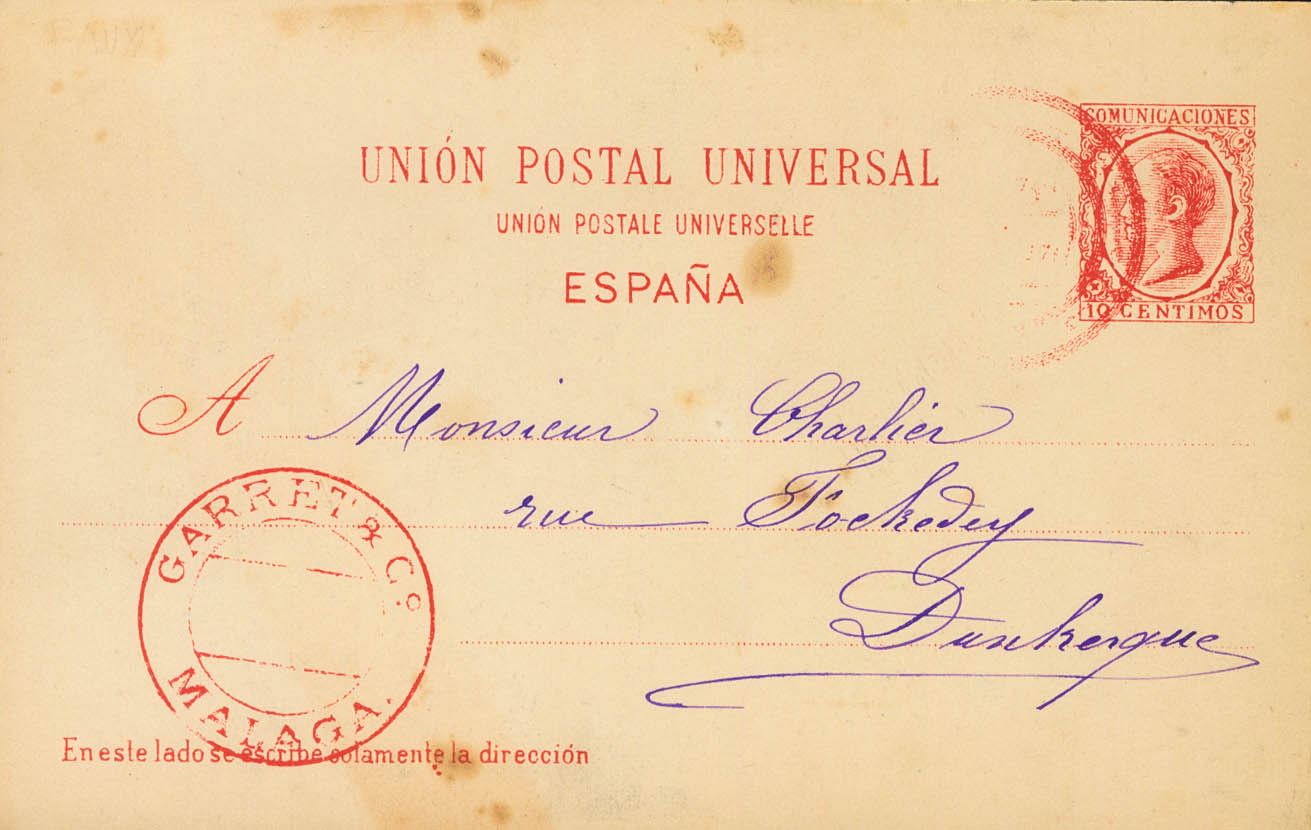 COMUNICACIONES
UNIÓN POSTAL UNIVERSAL
UNIÓN POSTALE UNIVERSELLE
ESPAÑA
10 CENTIMOS
A Monsieur Charlier
rue Fockedey
Dunkerque
GARRET & Cº
MALAGA.
En este lado se escribe solamente la dirección